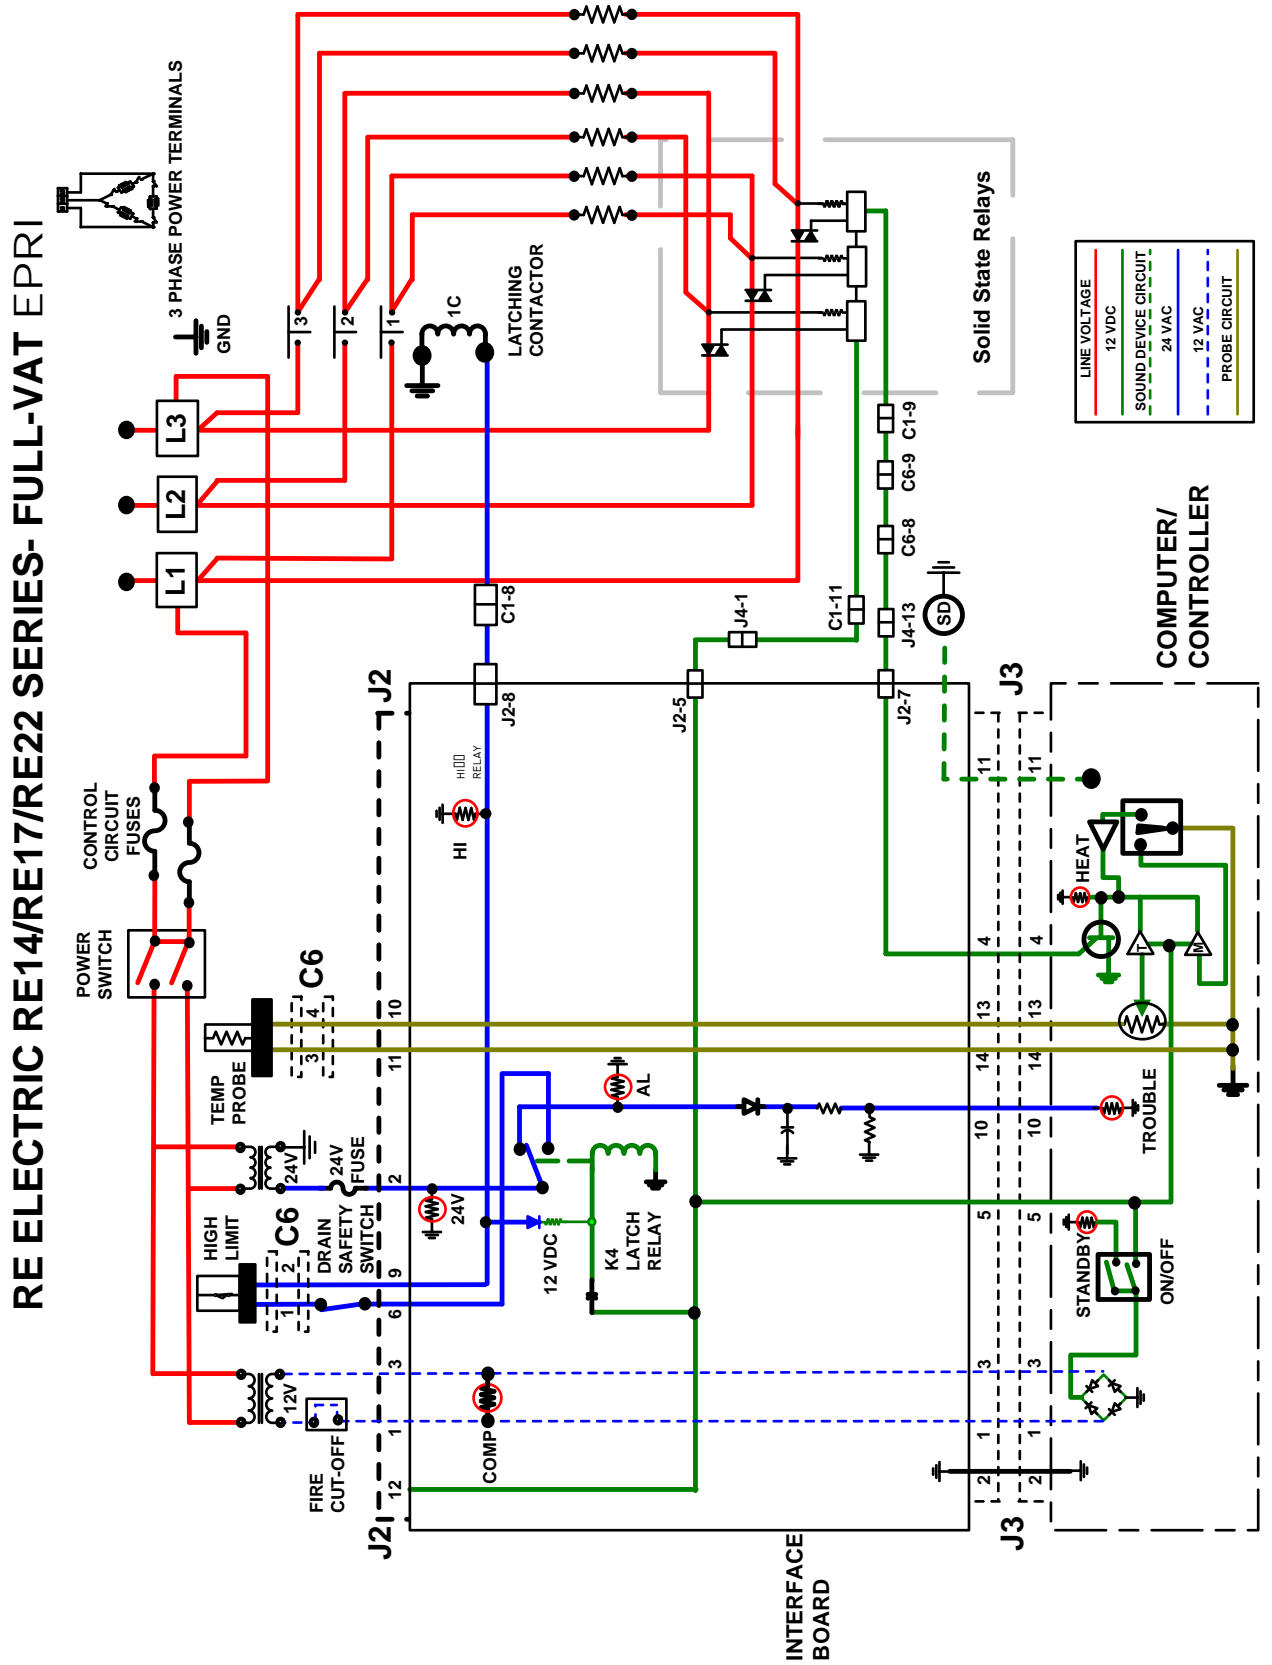 RE ELECTRIC RE14/RE17/RE22 SERIES- FULL-VAT EPRI
3 PHASE POWER TERMINALS
GND
L1
L2
L3
CONTROL
CIRCUIT
FUSES
POWER
SWITCH
TEMP
PROBE
C6
3
4
24V
24V
FUSE
HIGH
LIMIT
C6
1
2
DRAIN
SAFETY
SWITCH
12V
FIRE
CUT-OFF
J2
12
1
3
6
9
2
11
10
J2
3
2
1
1C
LATCHING
CONTACTOR
C1-8
J2-8
HI
RELAY
HI
24V
COMP
12 VDC
K4
LATCH
RELAY
AL
J2-5
J4-1
C1-11
J2-7
J4-13
C6-8
C6-9
C1-9
Solid State Relays
SD
INTERFACE
BOARD
J3
2
1
3
5
10
14
13
4
11
J3
2
1
3
5
10
14
13
4
11
STANDBY
ON/OFF
TROUBLE
HEAT
T
M
COMPUTER/
CONTROLLER
LINE VOLTAGE
12 VDC
SOUND DEVICE CIRCUIT
24 VAC
12 VAC
PROBE CIRCUIT